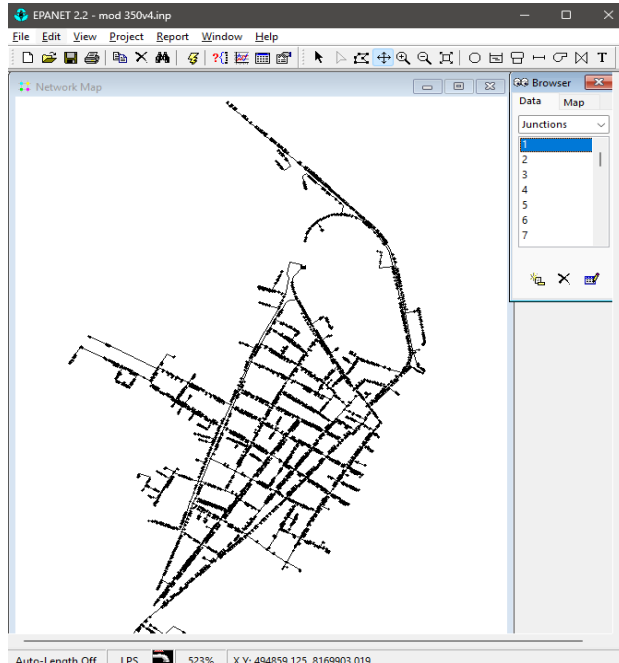 EPANET 2.2 - mod 350v4.inp
File Edit View Project Report Window Help
T
Network Map
Browser
Data Map
Junctions
1
2
3
4
5
6
7
Auto-Length Off LPS 523% X,Y: 494859.125, 8169903.019